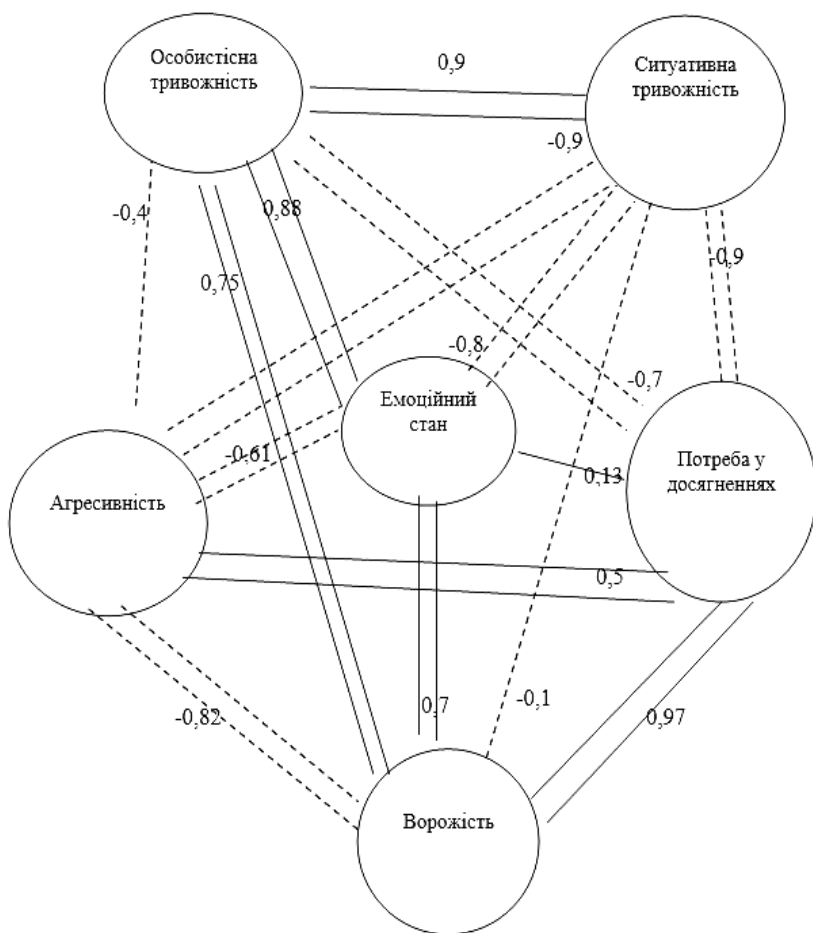 Особистісна
тривожність
0,9
Ситуативна
тривожність
-0,9
-0,4
0,88
0,75
-0,9
-0,8
-0,7
Емоційний
стан
-0,61
0,13
Потреба у
досягненнях
Агресивність
0,5
-0,82
0,7
-0,1
0,97
Ворожість